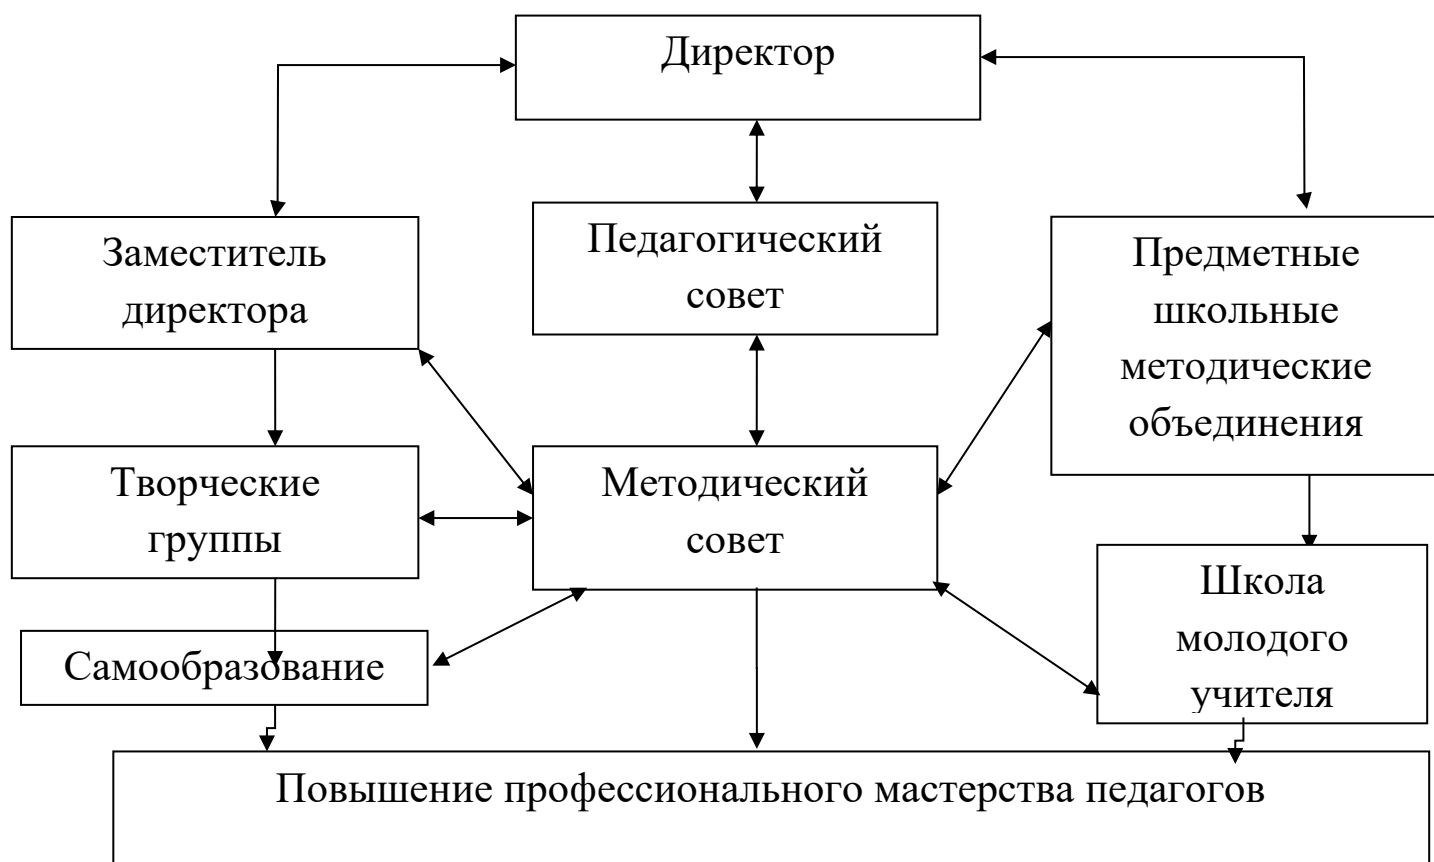 Директор
Заместитель
директора
Педагогический
совет
Предметные
школьные
методические
объединения
Творческие
группы
Методический
совет
Школа
молодого
учителя
Самообразование
Повышение профессионального мастерства педагогов